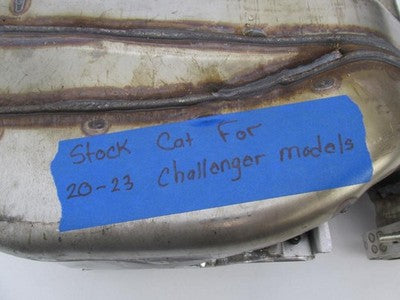 Stock Cat For
20-23 Challenger models